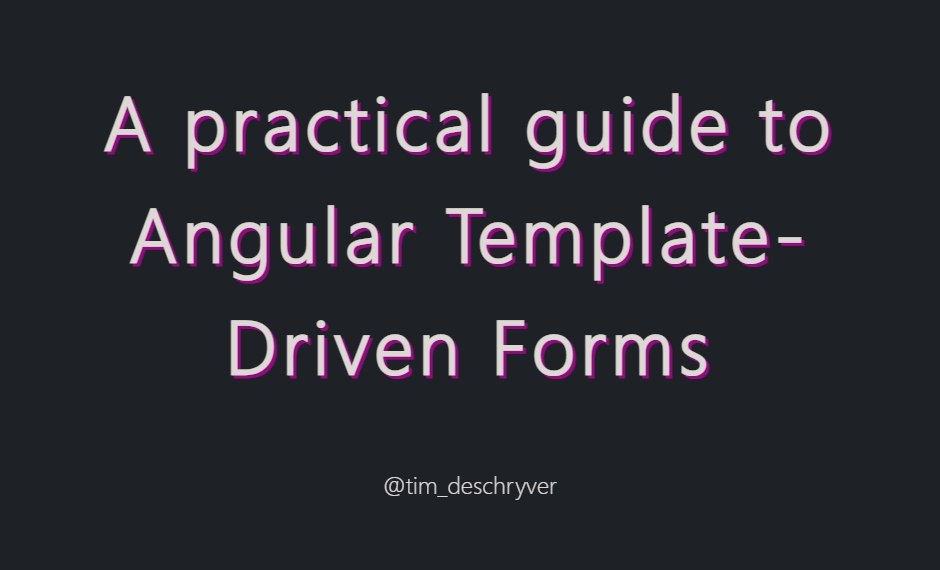 A practical guide to
Angular Template-
Driven Forms
@tim_deschryver